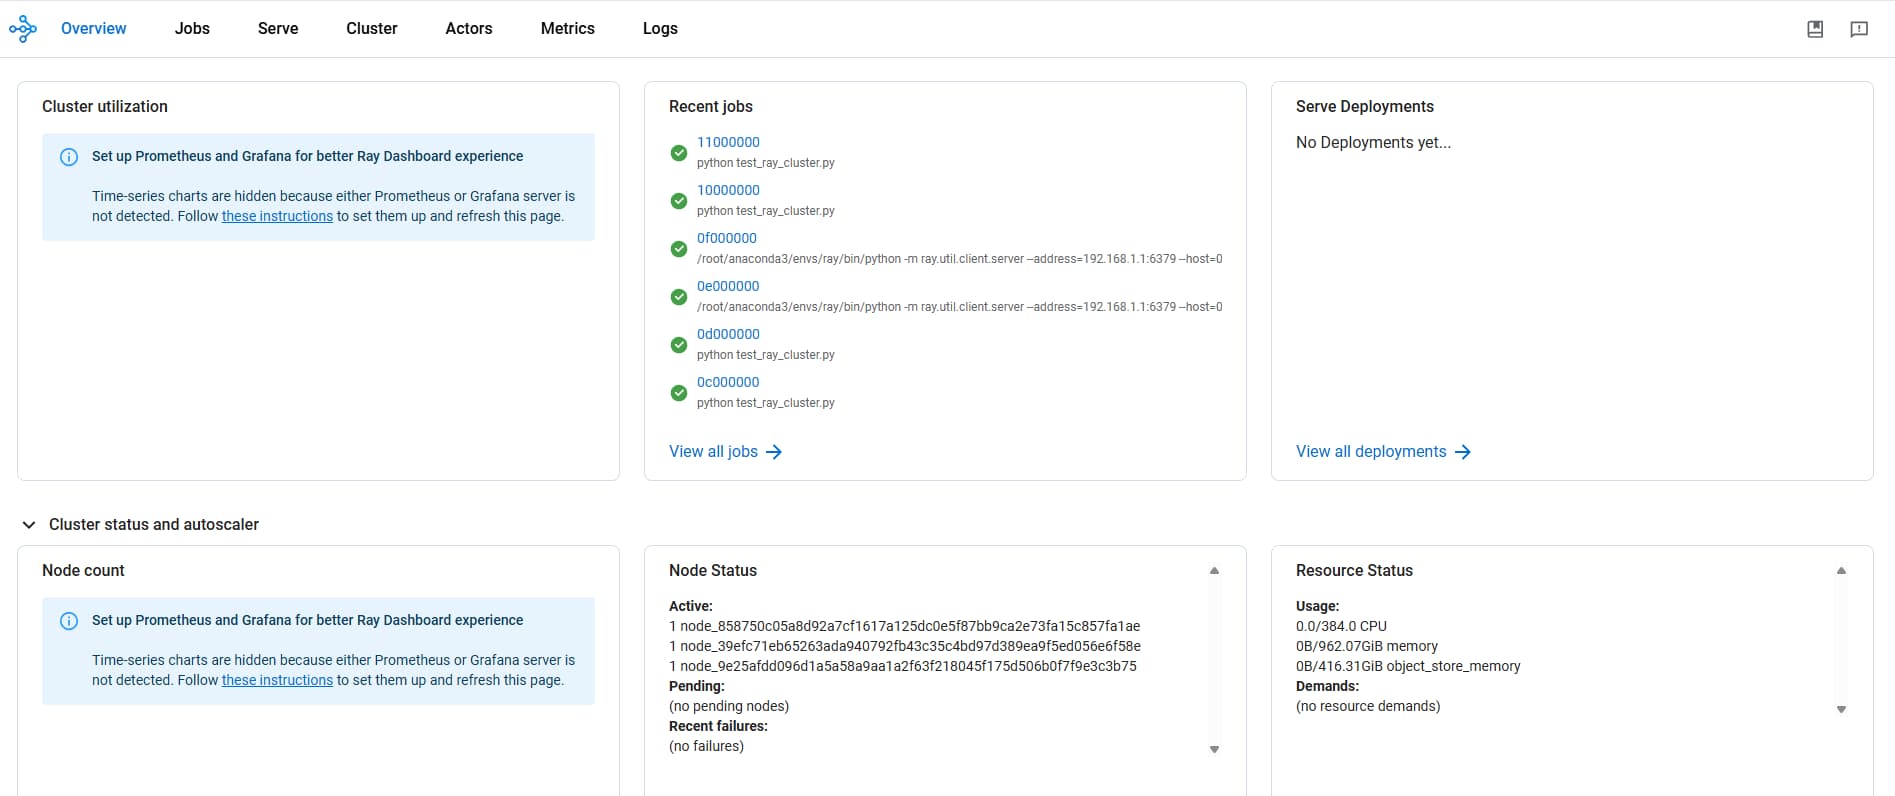 Overview Jobs Serve Cluster Actors Metrics Logs
Cluster utilization
Set up Prometheus and Grafana for better Ray Dashboard experience
Time-series charts are hidden because either Prometheus or Grafana server is
not detected. Follow these instructions to set them up and refresh this page.
Recent jobs
11000000
python test_ray_cluster.py
10000000
python test_ray_cluster.py
0f000000
/root/anaconda3/envs/ray/bin/python -m ray.util.client.server --address=192.168.1.1:6379 --host=0
0e000000
/root/anaconda3/envs/ray/bin/python -m ray.util.client.server --address=192.168.1.1:6379 --host=0
0d000000
python test_ray_cluster.py
0c000000
python test_ray_cluster.py
View all jobs
Serve Deployments
No Deployments yet...
View all deployments
Cluster status and autoscaler
Node count
Set up Prometheus and Grafana for better Ray Dashboard experience
Time-series charts are hidden because either Prometheus or Grafana server is
not detected. Follow these instructions to set them up and refresh this page.
Node Status
Active:
1 node_858750c05a8d92a7cf1617a125dc0e5f87bb9ca2e73fa15c857fa1ae
1 node_39efc71eb65263ada940792fb43c35c4bd97d389ea9f5ed056e6f58e
1 node_9e25afdd096d1a5a58a9aa1a2f63f218045f175d506b0f7f9e3c3b75
Pending:
(no pending nodes)
Recent failures:
(no failures)
Resource Status
Usage:
0.0/384.0 CPU
0B/962.07GiB memory
0B/416.31GiB object_store_memory
Demands:
(no resource demands)